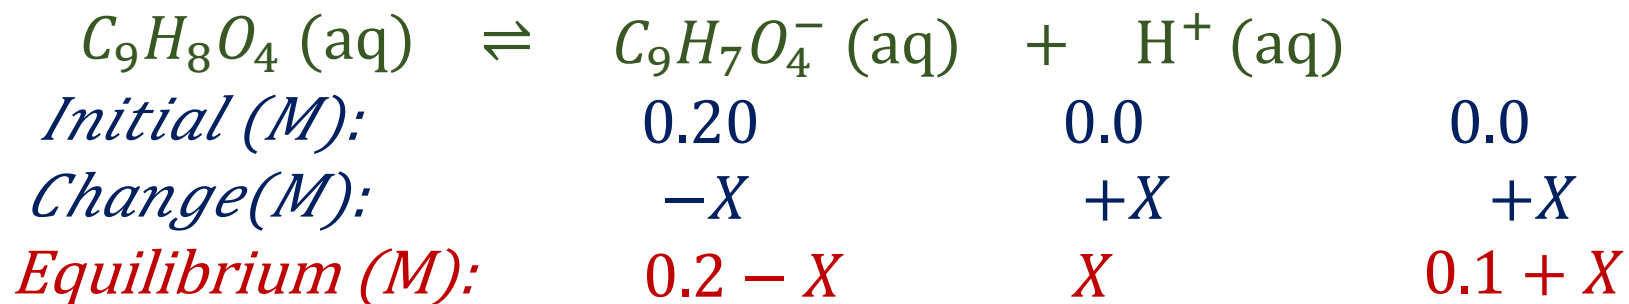 C₉H₈O₄ (aq) ⇌ C₉H₇O₄⁻ (aq) + H⁺ (aq)
Initial (M): 0.20 0.0 0.0
Change(M): −X +X +X
Equilibrium (M): 0.2 − X X 0.1 + X